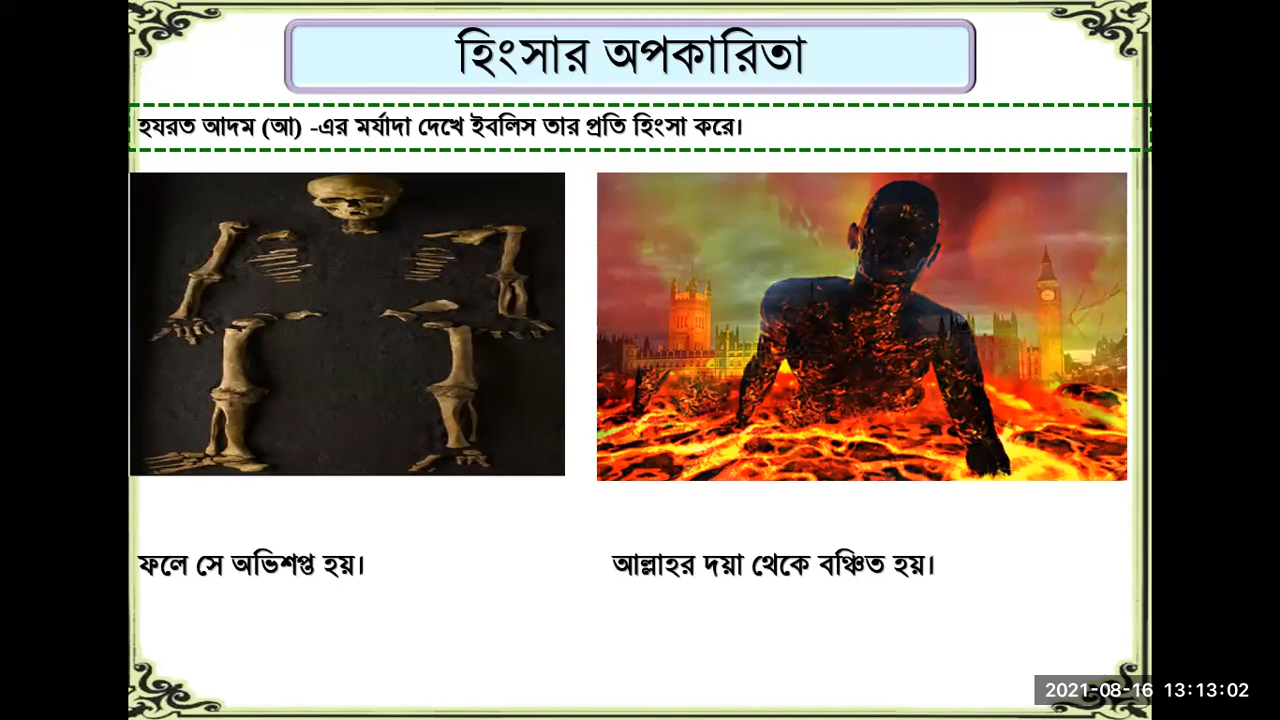 হিংসার অপকারিতা
হযরত আদম (আ) -এর মর্যাদা দেখে ইবলিস তার প্রতি হিংসা করে।
ফলে সে অভিশপ্ত হয়।
আল্লাহর দয়া থেকে বঞ্চিত হয়।
2021-08-16 13:13:02